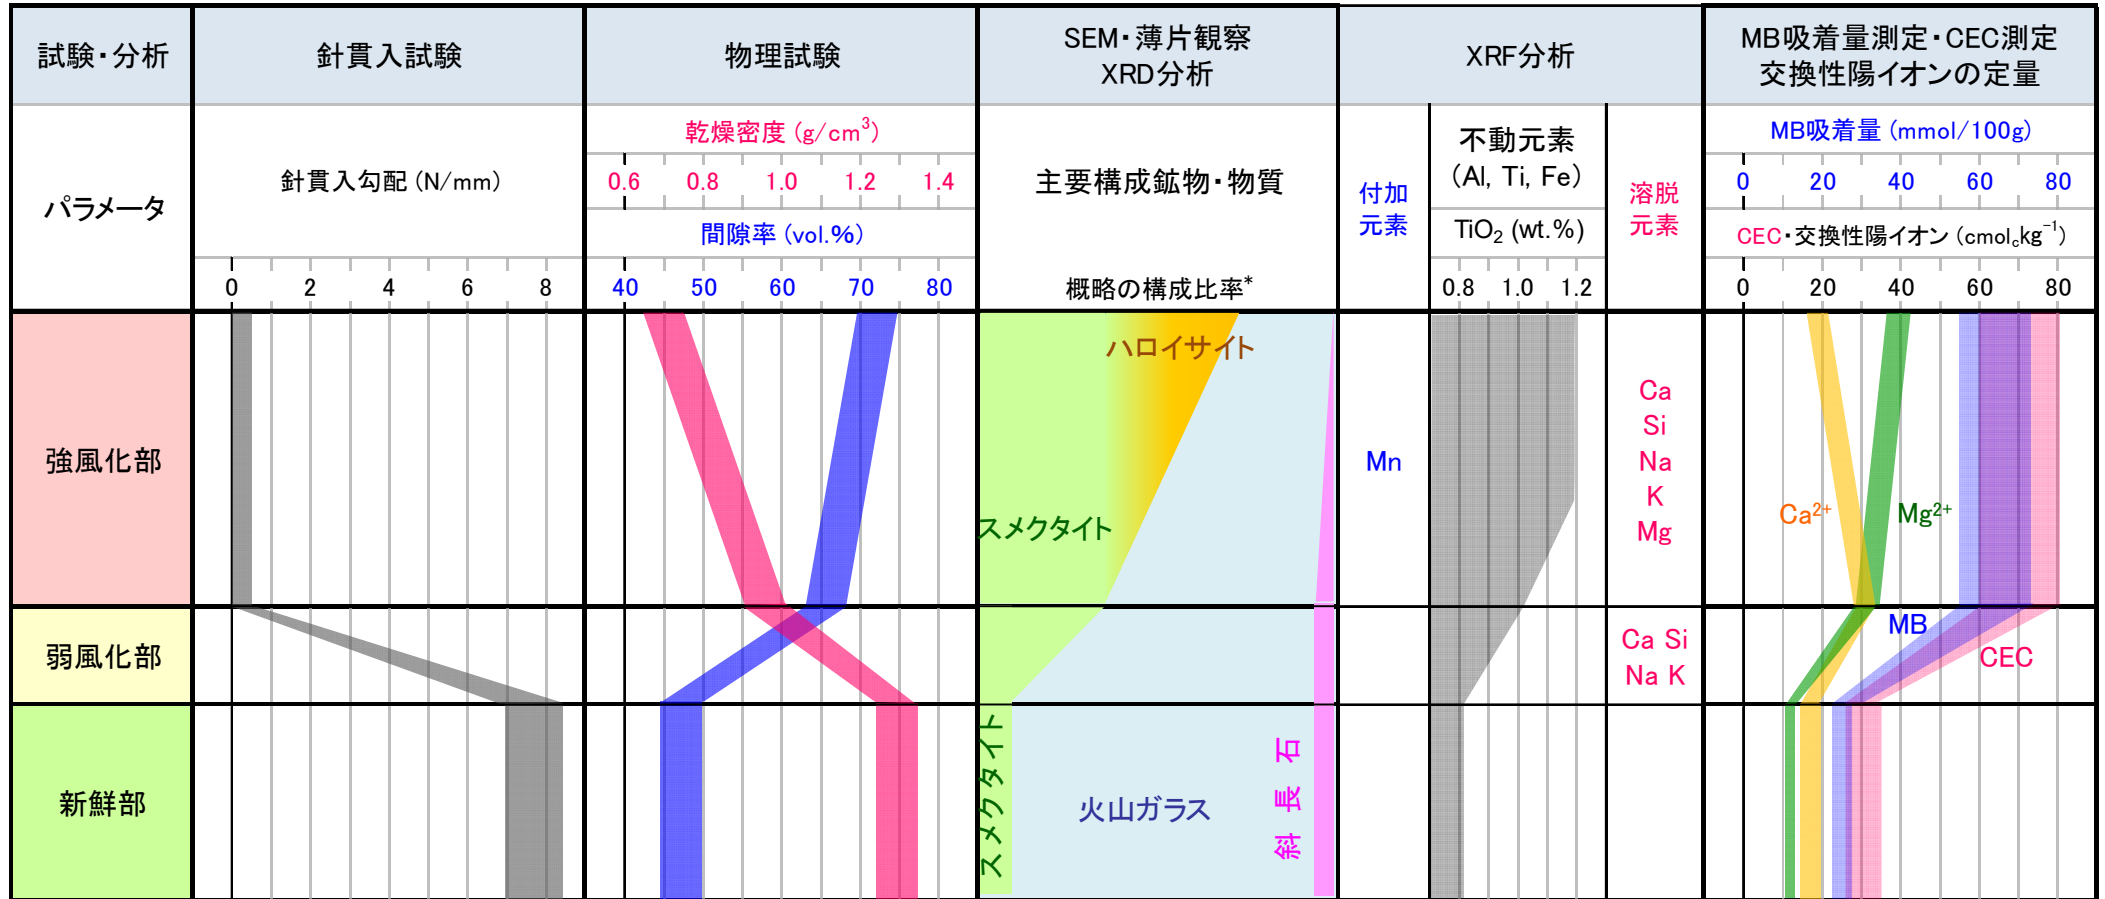 試験・分析
針貫入試験
物理試験
SEM・薄片観察
XRD分析
XRF分析
MB吸着量測定・CEC測定
交換性陽イオンの定量
パラメータ
針貫入勾配 (N/mm)
0 2 4 6 8
乾燥密度 (g/cm³)
0.6 0.8 1.0 1.2 1.4
間隙率 (vol.%)
40 50 60 70 80
主要構成鉱物・物質
概略の構成比率*
付加
元素
不動元素
(Al, Ti, Fe)
TiO₂ (wt.%)
0.8 1.0 1.2
溶脱
元素
MB吸着量 (mmol/100g)
0 20 40 60 80
CEC・交換性陽イオン (cmol꜀kg⁻¹)
0 20 40 60 80
強風化部
ハロイサイト
スメクタイト
Mn
Ca
Si
Na
K
Mg
Ca²⁺
Mg²⁺
弱風化部
Ca Si
Na K
MB
CEC
新鮮部
スメクタイト
火山ガラス
斜長石